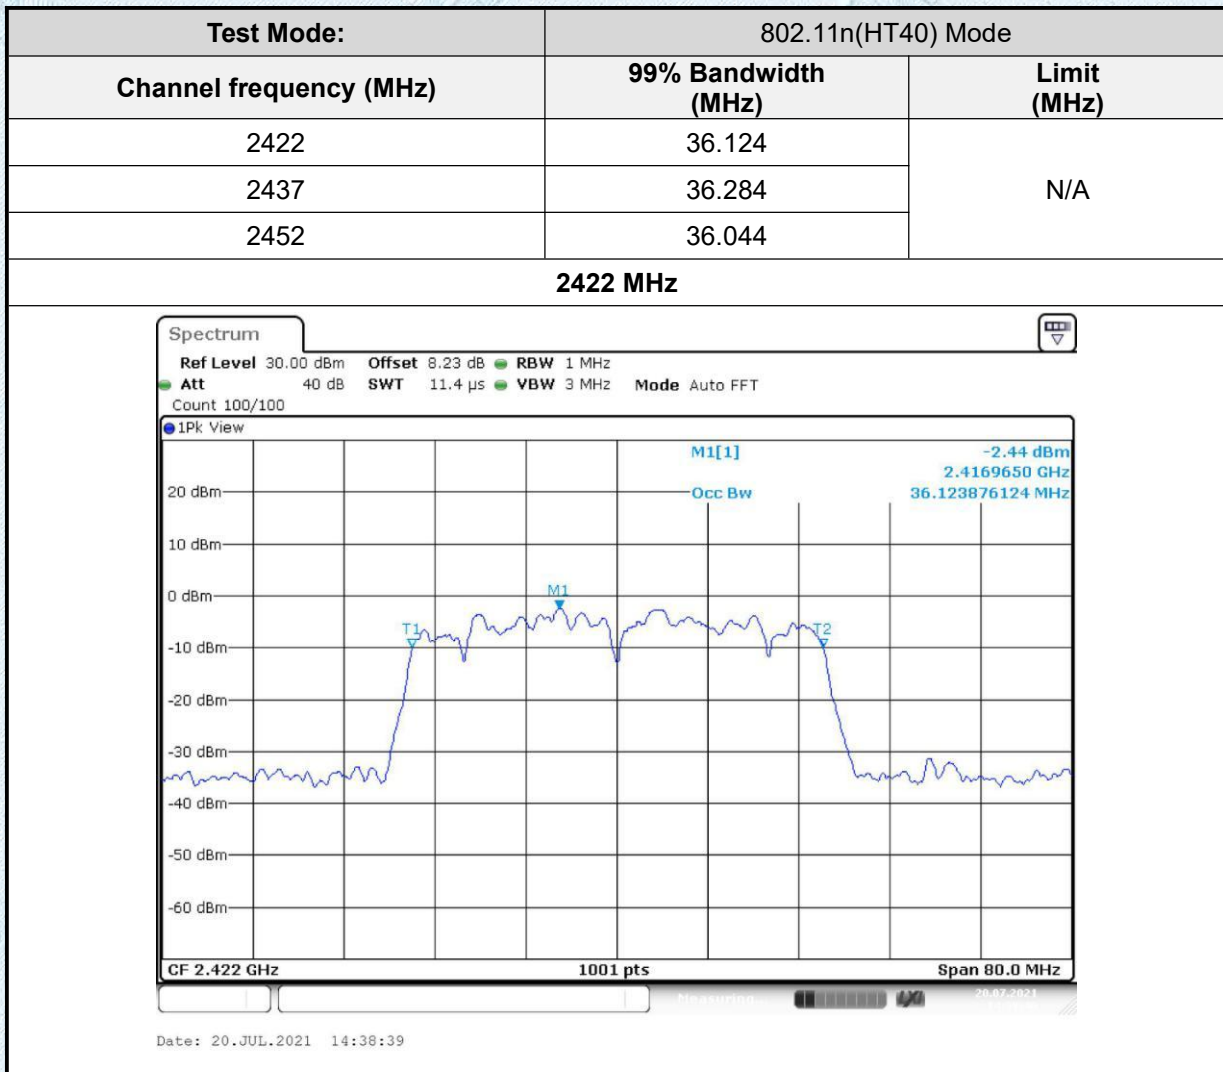 Test Mode: 802.11n(HT40) Mode
Channel frequency (MHz) 99% Bandwidth (MHz) Limit (MHz)
2422 36.124 N/A
2437 36.284
2452 36.044
2422 MHz
Spectrum
Ref Level 30.00 dBm Offset 8.23 dB RBW 1 MHz
Att 40 dB SWT 11.4 µs VBW 3 MHz Mode Auto FFT
Count 100/100
1Pk View
M1[1] -2.44 dBm
2.4169650 GHz
Occ Bw 36.123876124 MHz
20 dBm
10 dBm
0 dBm
M1
T1
T2
-10 dBm
-20 dBm
-30 dBm
-40 dBm
-50 dBm
-60 dBm
CF 2.422 GHz 1001 pts Span 80.0 MHz
Measuring... LXI 20.07.2021
Date: 20.JUL.2021 14:38:39